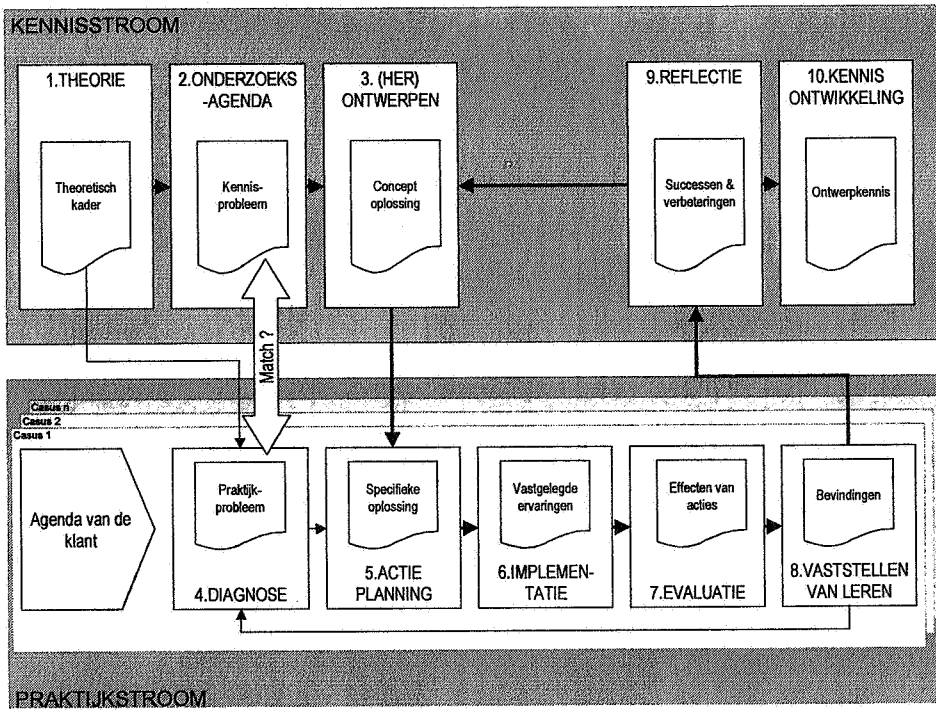 KENNISSTROOM
1.THEORIE
Theoretisch
kader
2.ONDERZOEKS
-AGENDA
Kennis-
probleem
3. (HER)
ONTWERPEN
Concept
oplossing
9.REFLECTIE
Successen &
verbeteringen
10.KENNIS
ONTWIKKELING
Ontwerpkennis
Match ?
Casus n
Casus 2
Casus 1
Agenda van de
klant
Praktijk-
probleem
4.DIAGNOSE
Specifieke
oplossing
5.ACTIE
PLANNING
Vastgelegde
ervaringen
6.IMPLEMEN-
TATIE
Effecten van
acties
7.EVALUATIE
Bevindingen
8.VASTSTELLEN
VAN LEREN
PRAKTIJKSTROOM